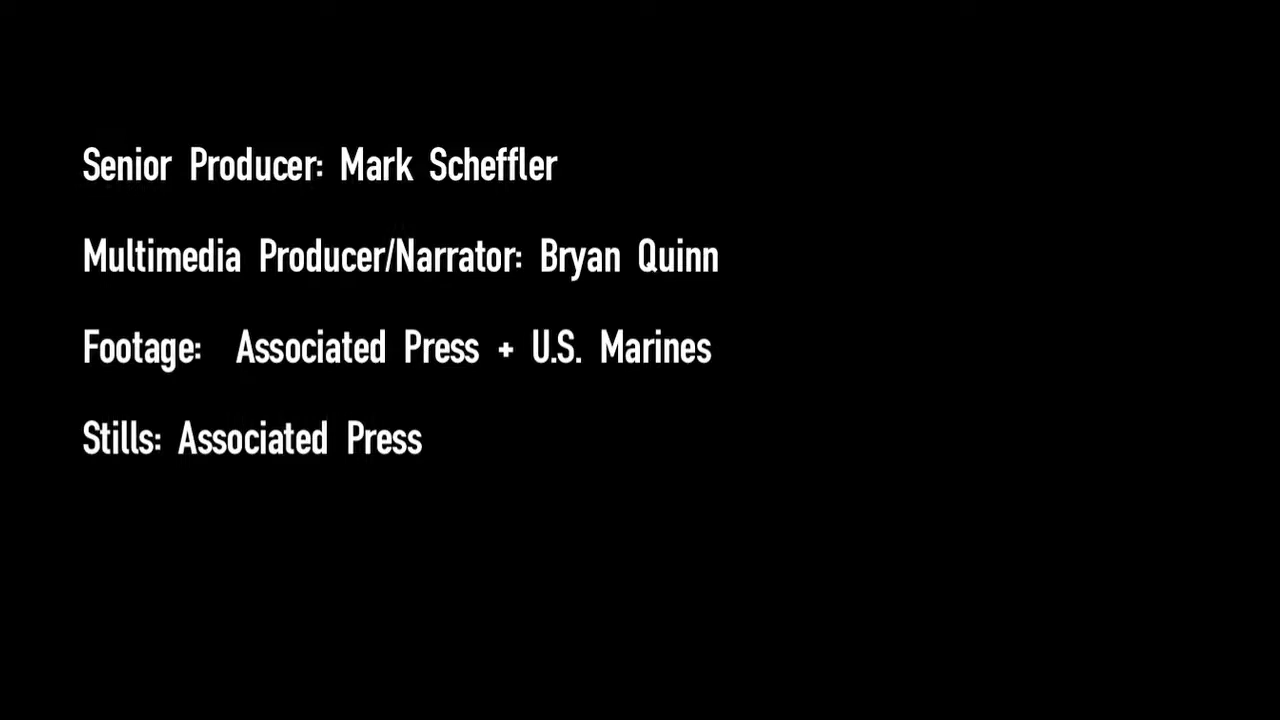 Senior Producer: Mark Scheffler
Multimedia Producer/Narrator: Bryan Quinn
Footage: Associated Press + U.S. Marines
Stills: Associated Press